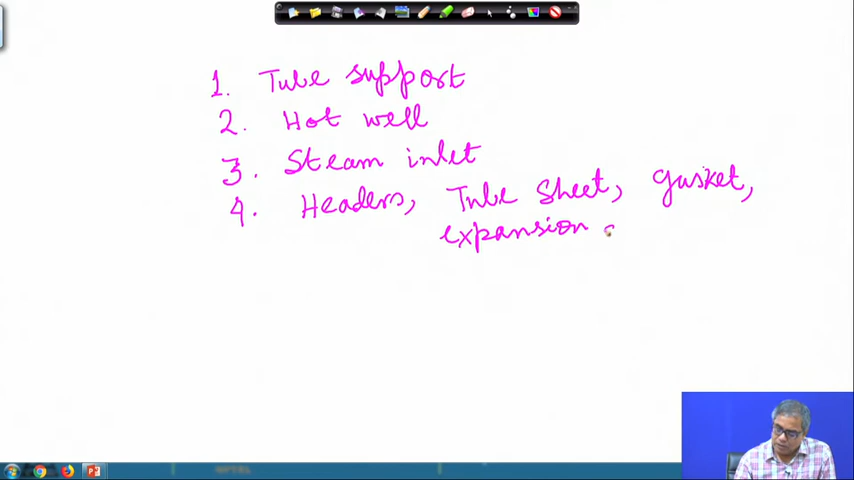 1. Tube support
2. Hot well
3. Steam inlet
4. Headers, Tube Sheet, gasket,
expansion